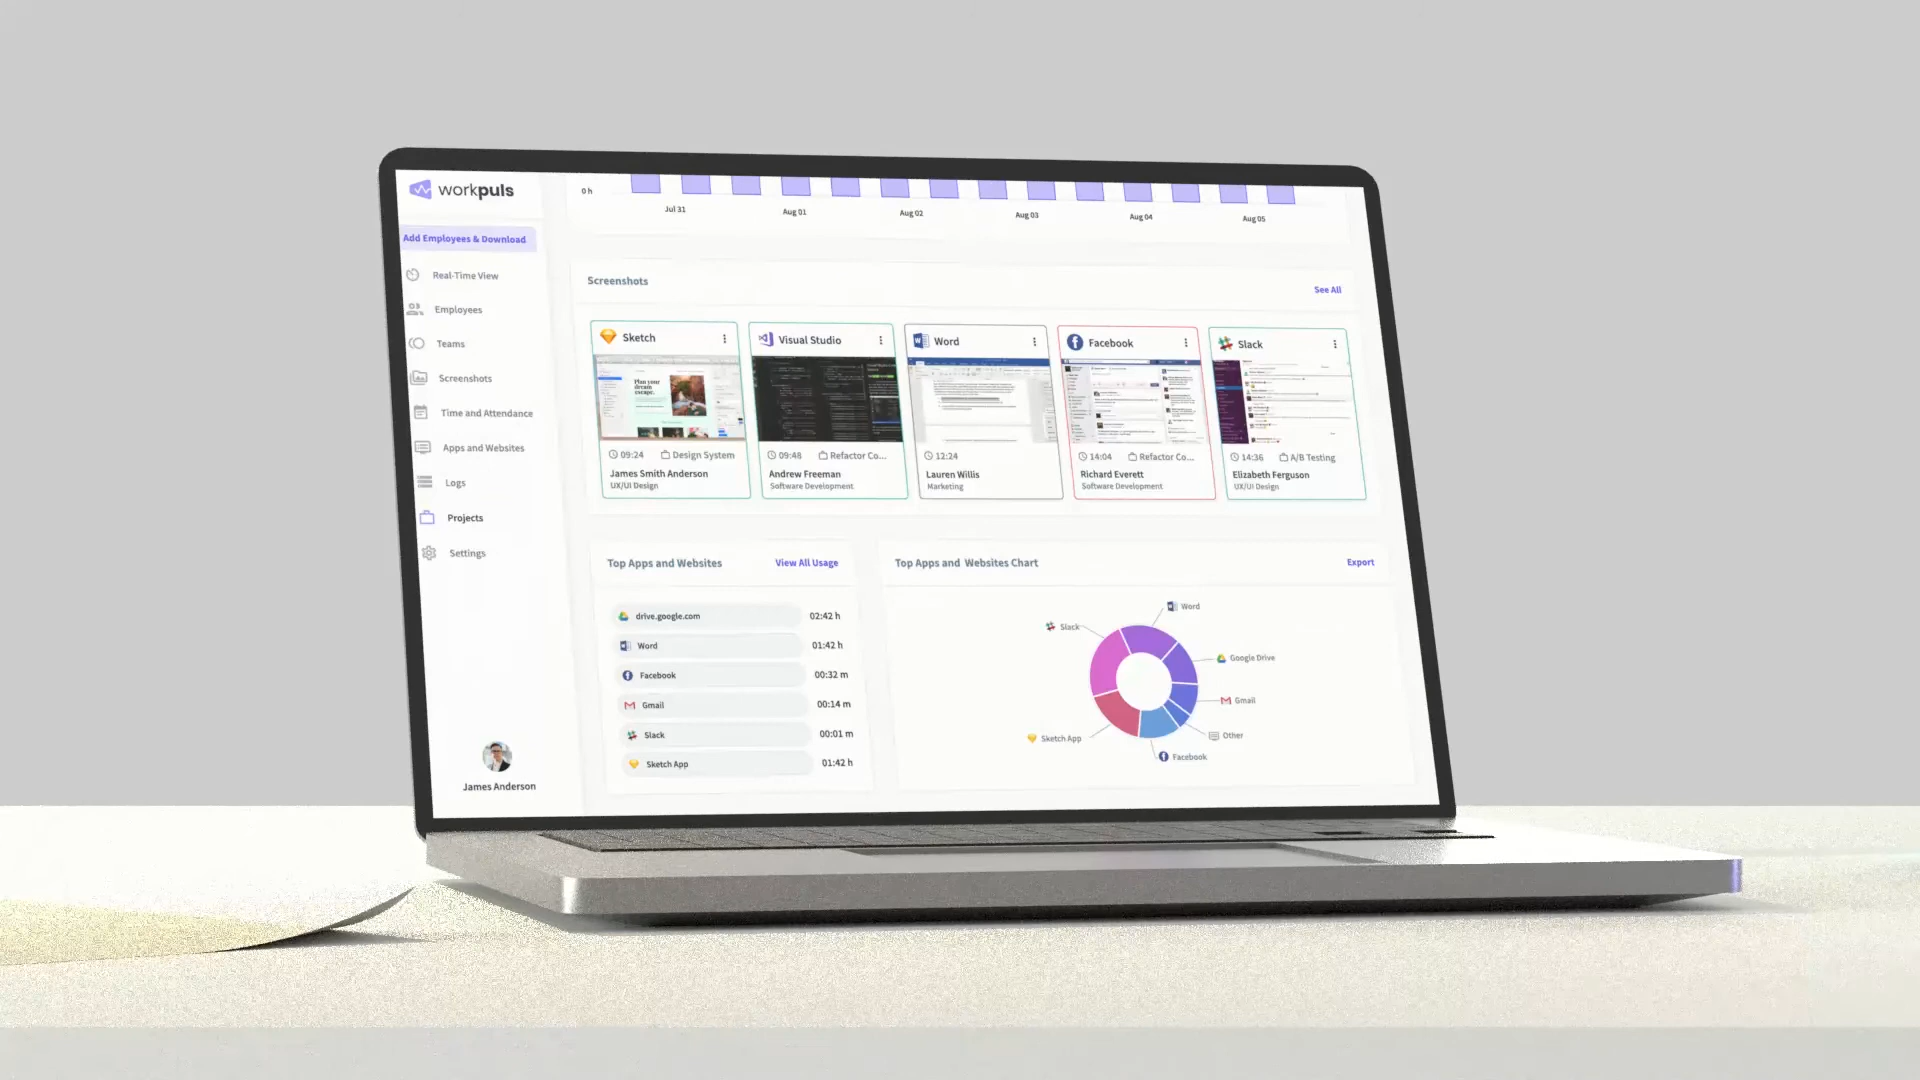 workpuls
Add Employees & Download
Real-Time View
Employees
Teams
Screenshots
Time and Attendance
Apps and Websites
Logs
Projects
Settings
James Anderson
0 h
Jul 31
Aug 01
Aug 02
Aug 03
Aug 04
Aug 05
Screenshots
See All
Sketch
Plan your
dream
escape.
09:24 Design System
James Smith Anderson
UX/UI Design
Visual Studio
09:48 Refactor Co...
Andrew Freeman
Software Development
Word
12:24
Lauren Willis
Marketing
Facebook
14:04 Refactor Co...
Richard Everett
Software Development
Slack
14:36 A/B Testing
Elizabeth Ferguson
UX/UI Design
Top Apps and Websites
View All Usage
drive.google.com 02:42 h
Word 01:42 h
Facebook 00:32 m
Gmail 00:14 m
Slack 00:01 m
Sketch App 01:42 h
Top Apps and Websites Chart
Export
Word
Slack
Google Drive
Gmail
Other
Sketch App
Facebook